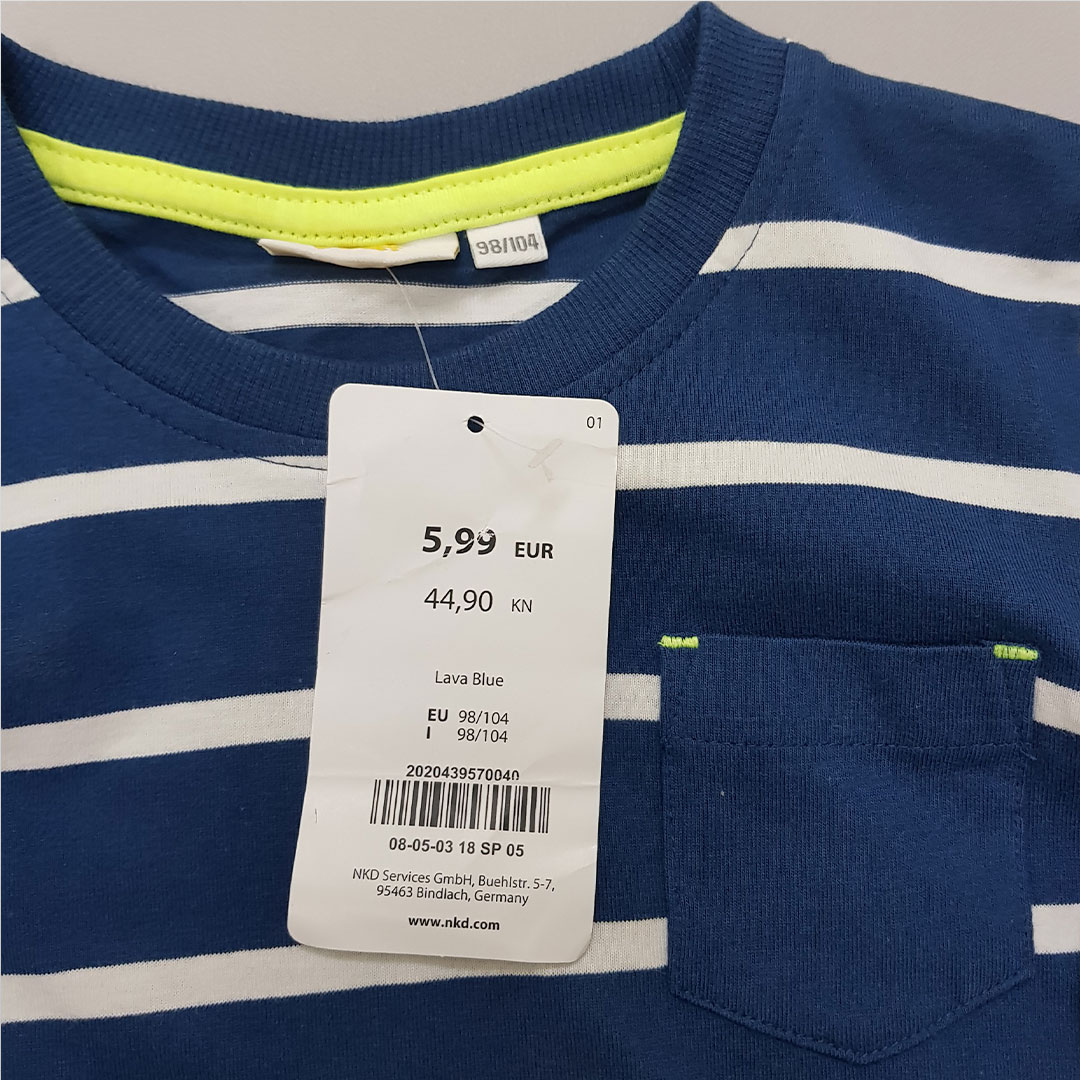 98/104
01
5,99 EUR
44,90 KN
Lava Blue
EU 98/104
I 98/104
2020439570040
08-05-03 18 SP 05
NKD Services GmbH, Buehlstr. 5-7,
95463 Bindlach, Germany
www.nkd.com